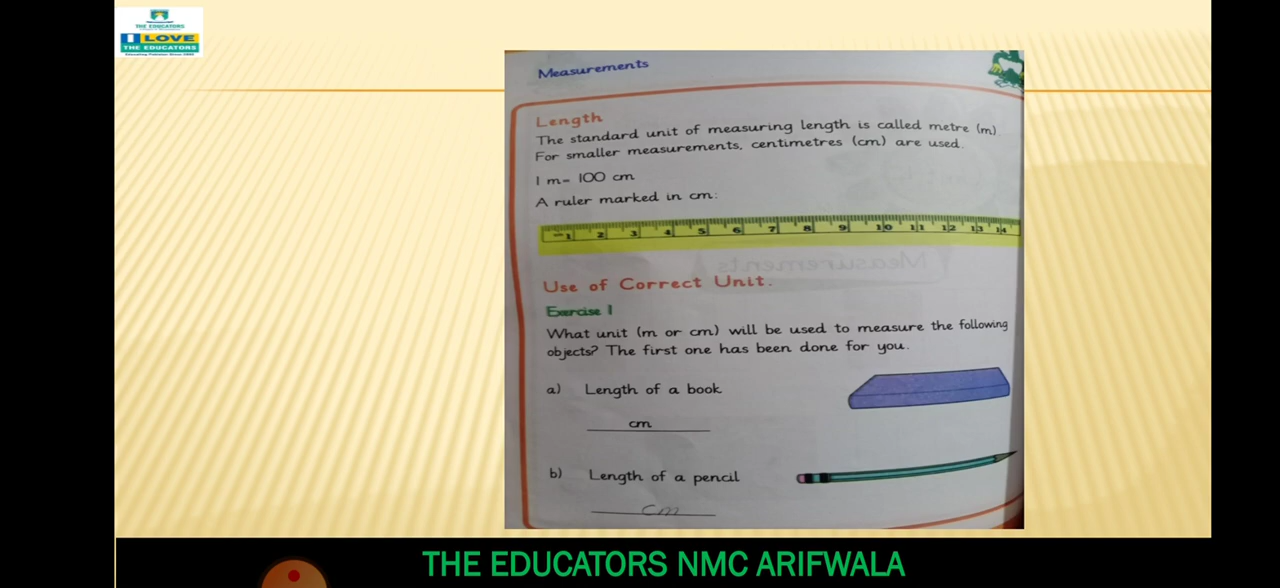 THE EDUCATORS
I LOVE
THE EDUCATORS
Educating Pakistan Since 2002
Measurements
Length
The standard unit of measuring length is called metre (m)
For smaller measurements, centimetres (cm) are used.
1 m= 100 cm
A ruler marked in cm:
1 2 3 4 5 6 7 8 9 10 11 12 13 14
Use of Correct Unit.
Exercise 1
What unit (m or cm) will be used to measure the following
objects? The first one has been done for you.
a) Length of a book
cm
b) Length of a pencil
cm
THE EDUCATORS NMC ARIFWALA